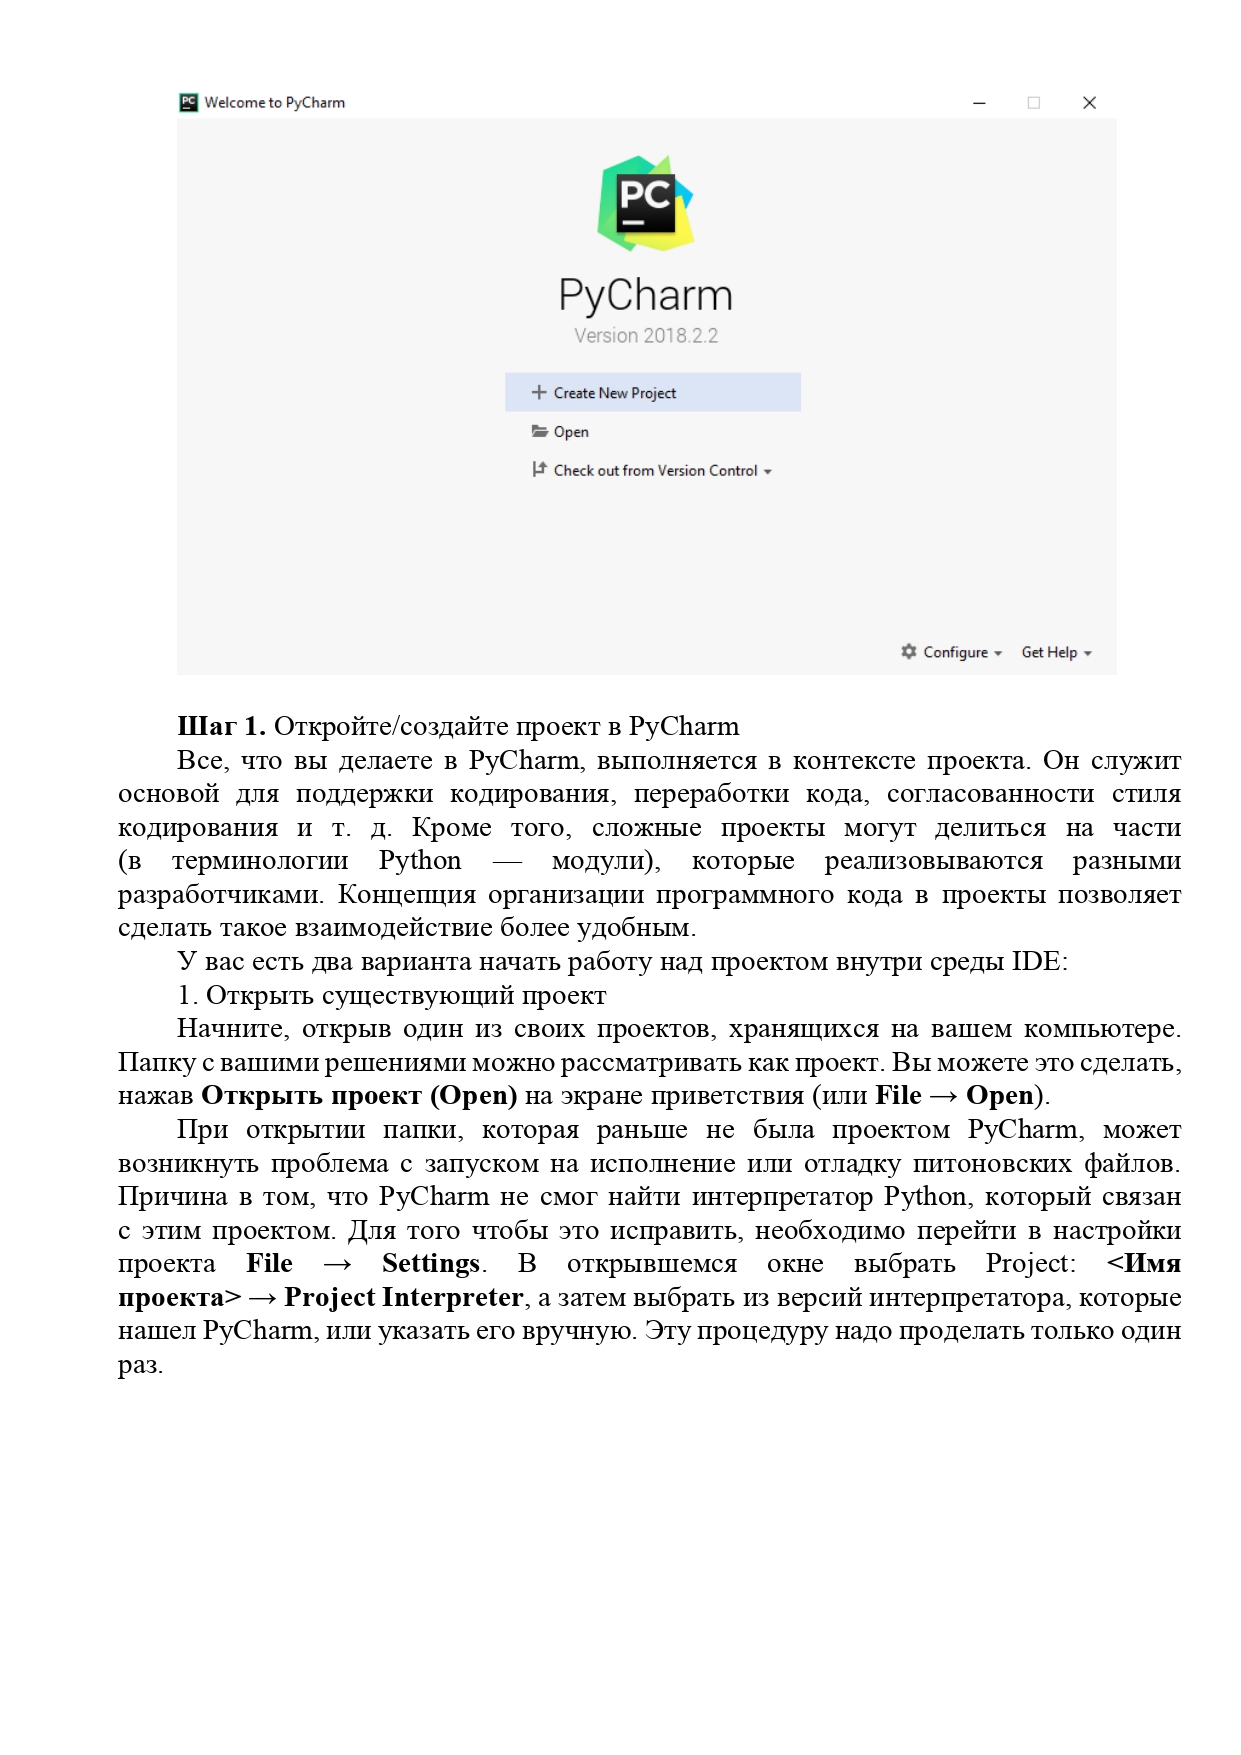 PC Welcome to PyCharm
PC
PyCharm
Version 2018.2.2
Create New Project
Open
Check out from Version Control
Configure Get Help
Шаг 1. Откройте/создайте проект в PyCharm
Все, что вы делаете в PyCharm, выполняется в контексте проекта. Он служит
основой для поддержки кодирования, переработки кода, согласованности стиля
кодирования и т. д. Кроме того, сложные проекты могут делиться на части
(в терминологии Python — модули), которые реализовываются разными
разработчиками. Концепция организации программного кода в проекты позволяет
сделать такое взаимодействие более удобным.
У вас есть два варианта начать работу над проектом внутри среды IDE:
1. Открыть существующий проект
Начните, открыв один из своих проектов, хранящихся на вашем компьютере.
Папку с вашими решениями можно рассматривать как проект. Вы можете это сделать,
нажав Открыть проект (Open) на экране приветствия (или File → Open).
При открытии папки, которая раньше не была проектом PyCharm, может
возникнуть проблема с запуском на исполнение или отладку питоновских файлов.
Причина в том, что PyCharm не смог найти интерпретатор Python, который связан
с этим проектом. Для того чтобы это исправить, необходимо перейти в настройки
проекта File → Settings. В открывшемся окне выбрать Project: <Имя
проекта> → Project Interpreter, а затем выбрать из версий интерпретатора, которые
нашел PyCharm, или указать его вручную. Эту процедуру надо проделать только один
раз.